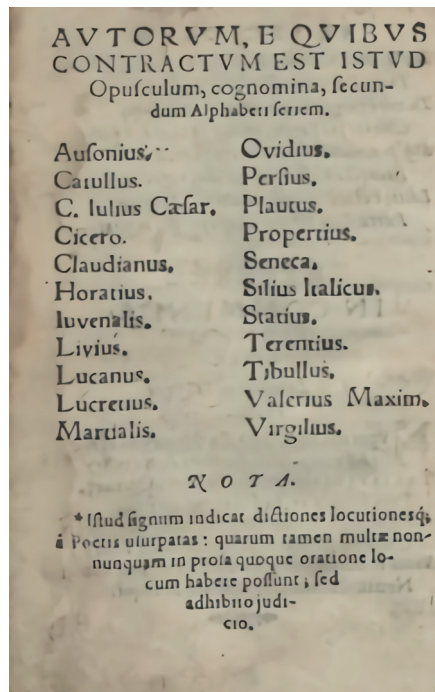 AVTORVM, E QVIBVS
CONTRACTVM EST ISTVD
Opuſculum, cognomina, ſecun-
dum Alphabeti ſeriem.
Auſonius.
Catullus.
C. Iulius Cæſar.
Cicero.
Claudianus.
Horatius.
Iuvenalis.
Livius.
Lucanus.
Lucretius.
Martialis.
Ovidius.
Perſius.
Plautus.
Propertius.
Seneca.
Silius Italicus.
Statius.
Terentius.
Tibullus.
Valerius Maxim.
Virgilius.
NOTA.
* Iſtud ſignum indicat dictiones locutionesq́;
á Poetis uſurpatas : quarum tamen multæ non-
nunquam in proſa quoque oratione lo-
cum habere poſſunt ; ſed
adhibito judi-
cio.